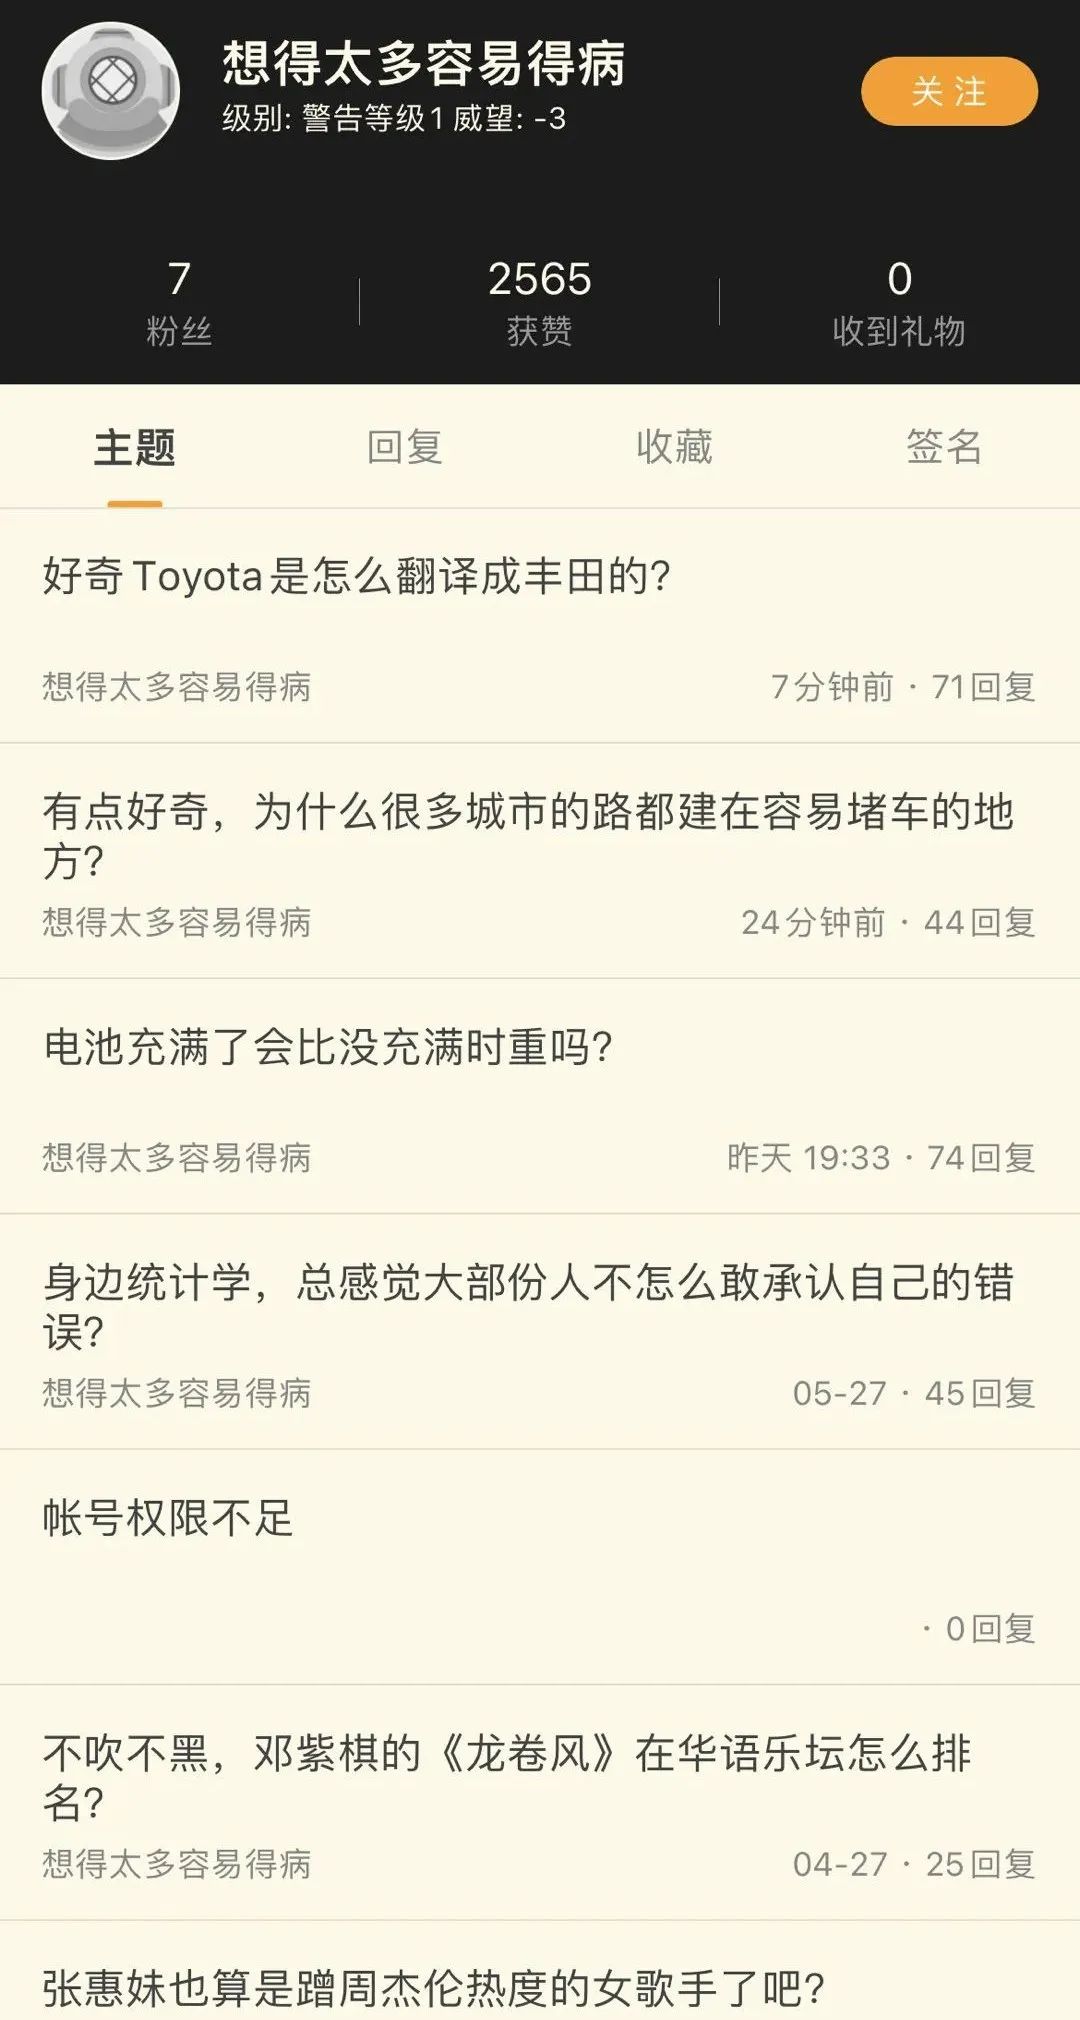 想得太多容易得病
级别: 警告等级1 威望: -3
关注
7
2565
0
粉丝
获赞
收到礼物
主题
回复
收藏
签名
好奇Toyota是怎么翻译成丰田的?
想得太多容易得病
7分钟前 · 71回复
有点好奇，为什么很多城市的路都建在容易堵车的地
方?
想得太多容易得病
24分钟前 · 44回复
电池充满了会比没充满时重吗?
想得太多容易得病
昨天 19:33 · 74回复
身边统计学，总感觉大部份人不怎么敢承认自己的错
误?
想得太多容易得病
05-27 · 45回复
帐号权限不足
· 0回复
不吹不黑，邓紫棋的《龙卷风》在华语乐坛怎么排
名?
想得太多容易得病
04-27 · 25回复
张惠妹也算是蹭周杰伦热度的女歌手了吧?